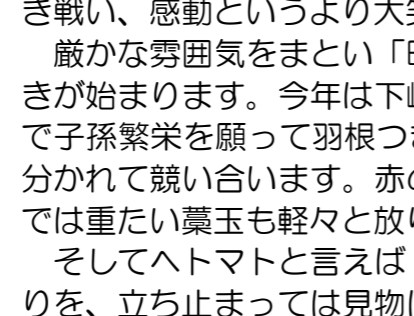 き戦い、感動というより大
厳かな雰囲気をまとい「
きが始まります。今年は下
で子孫繁栄を願って羽根つ
分かれて競い合います。赤
では重たい藁玉も軽々と放
そしてヘトマトと言えば
りを、立ち止まっては見物